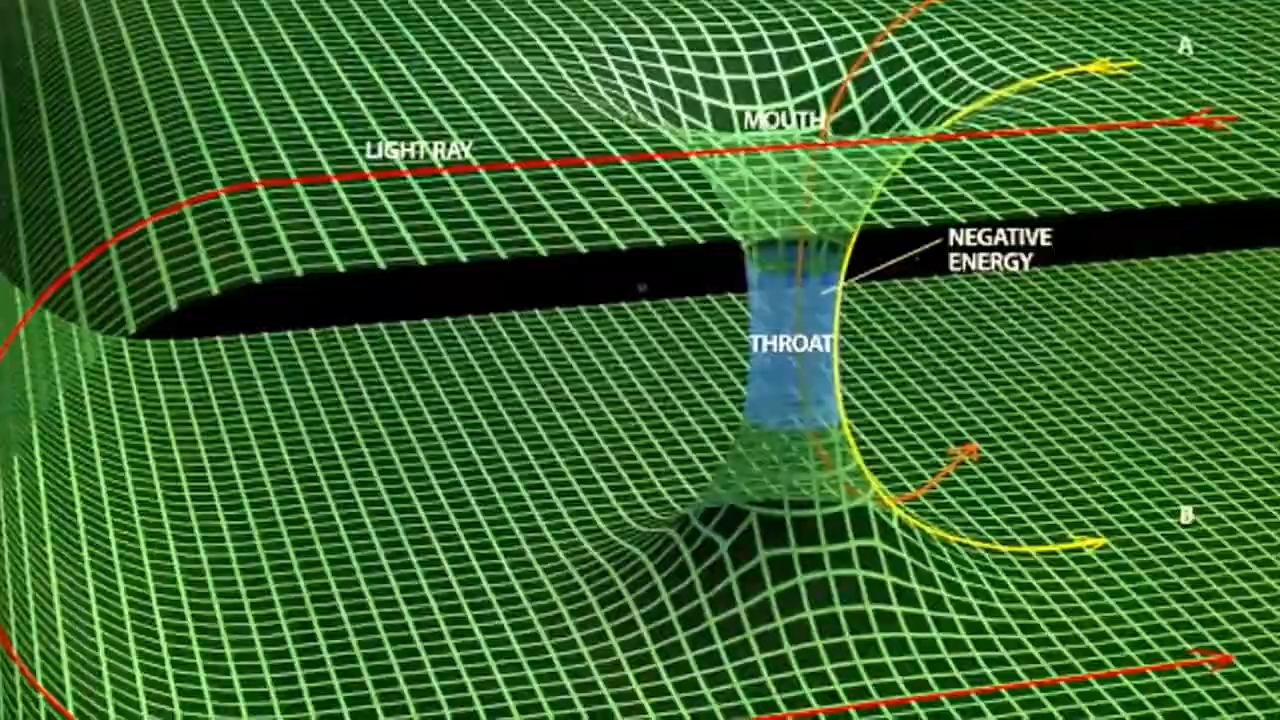 A
MOUTH
LIGHT RAY
NEGATIVE
ENERGY
THROAT
B